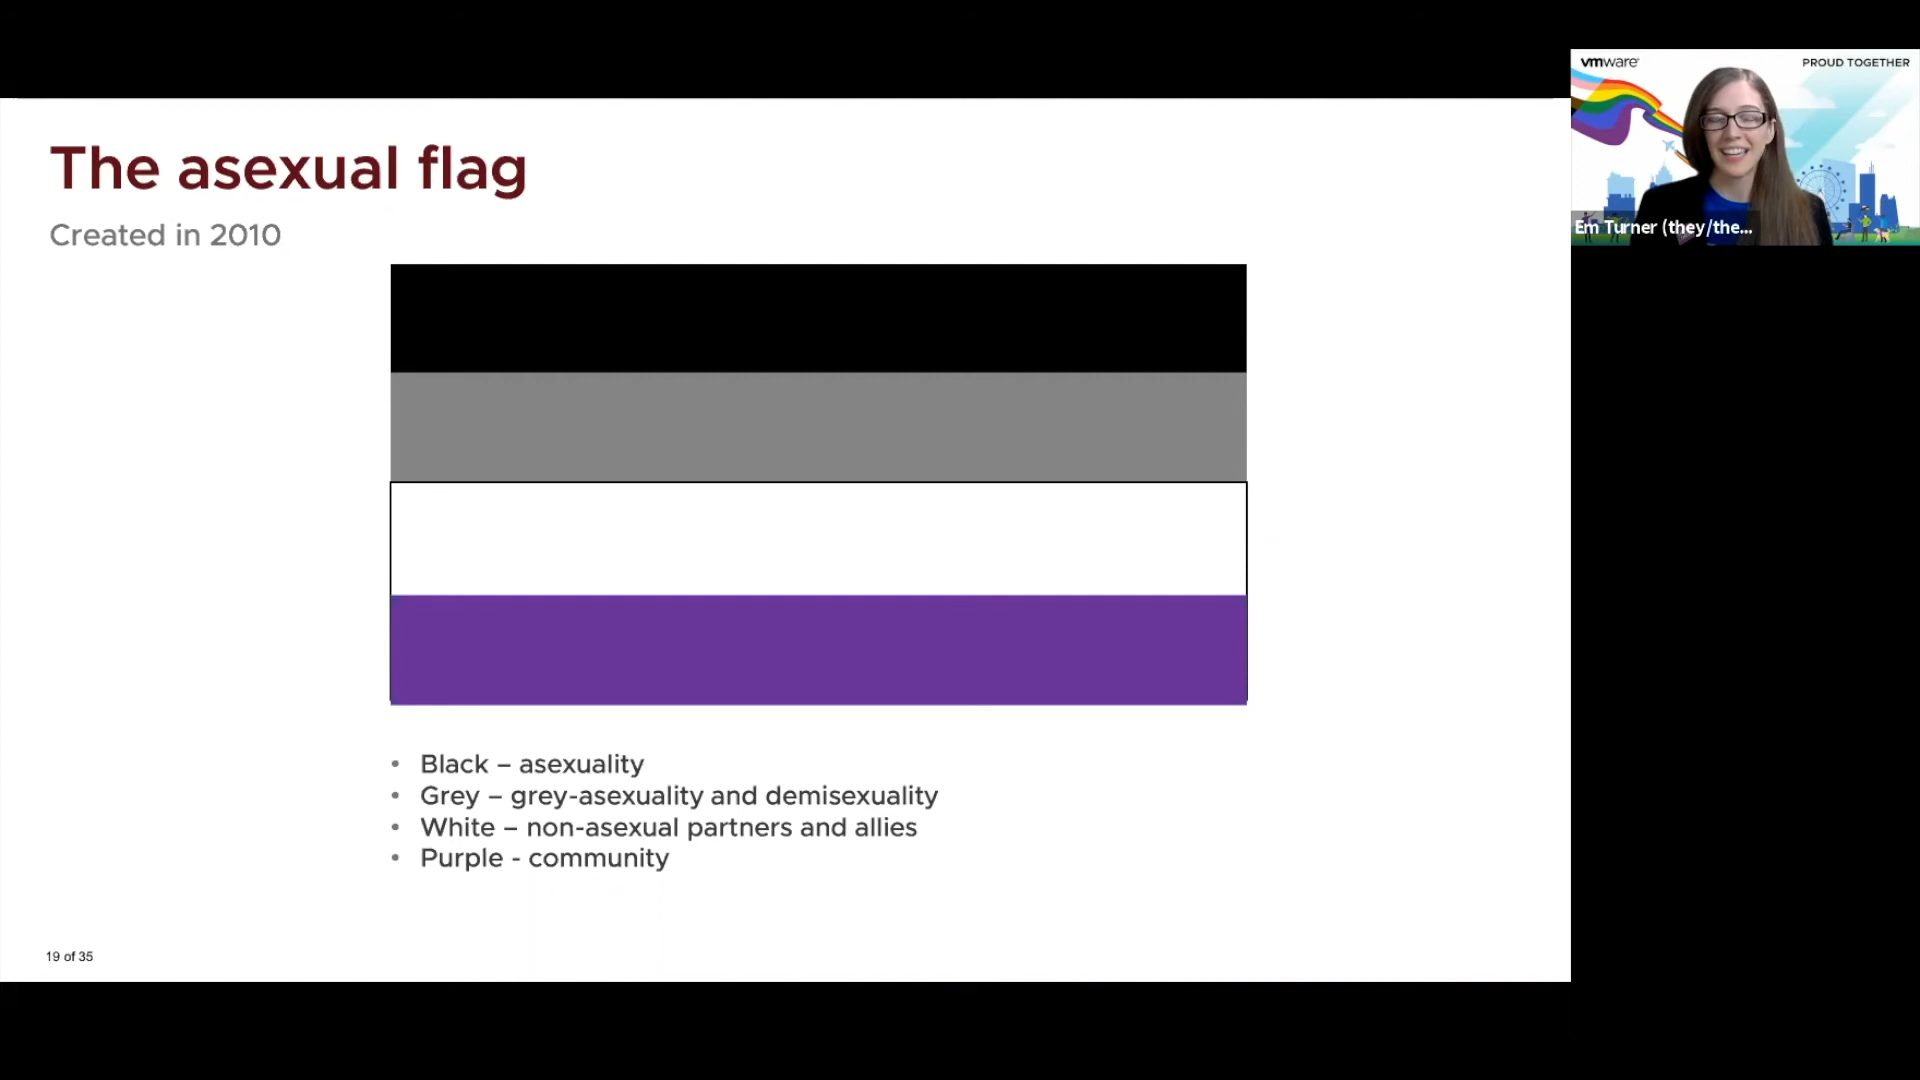 The asexual flag
Created in 2010
• Black – asexuality
• Grey – grey-asexuality and demisexuality
• White – non-asexual partners and allies
• Purple - community
19 of 35
vmware®
PROUD TOGETHER
Em Turner (they/the...